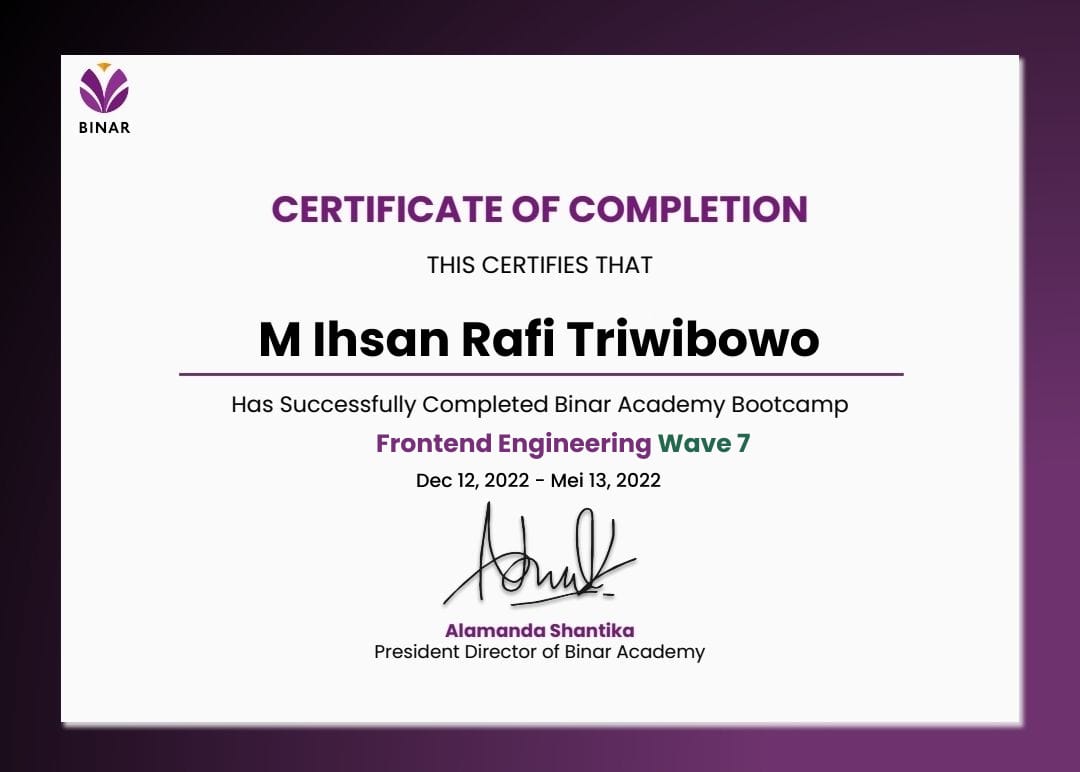 BINAR
CERTIFICATE OF COMPLETION
THIS CERTIFIES THAT
M Ihsan Rafi Triwibowo
Has Successfully Completed Binar Academy Bootcamp
Frontend Engineering Wave 7
Dec 12, 2022 - Mei 13, 2022
Alamanda Shantika
President Director of Binar Academy